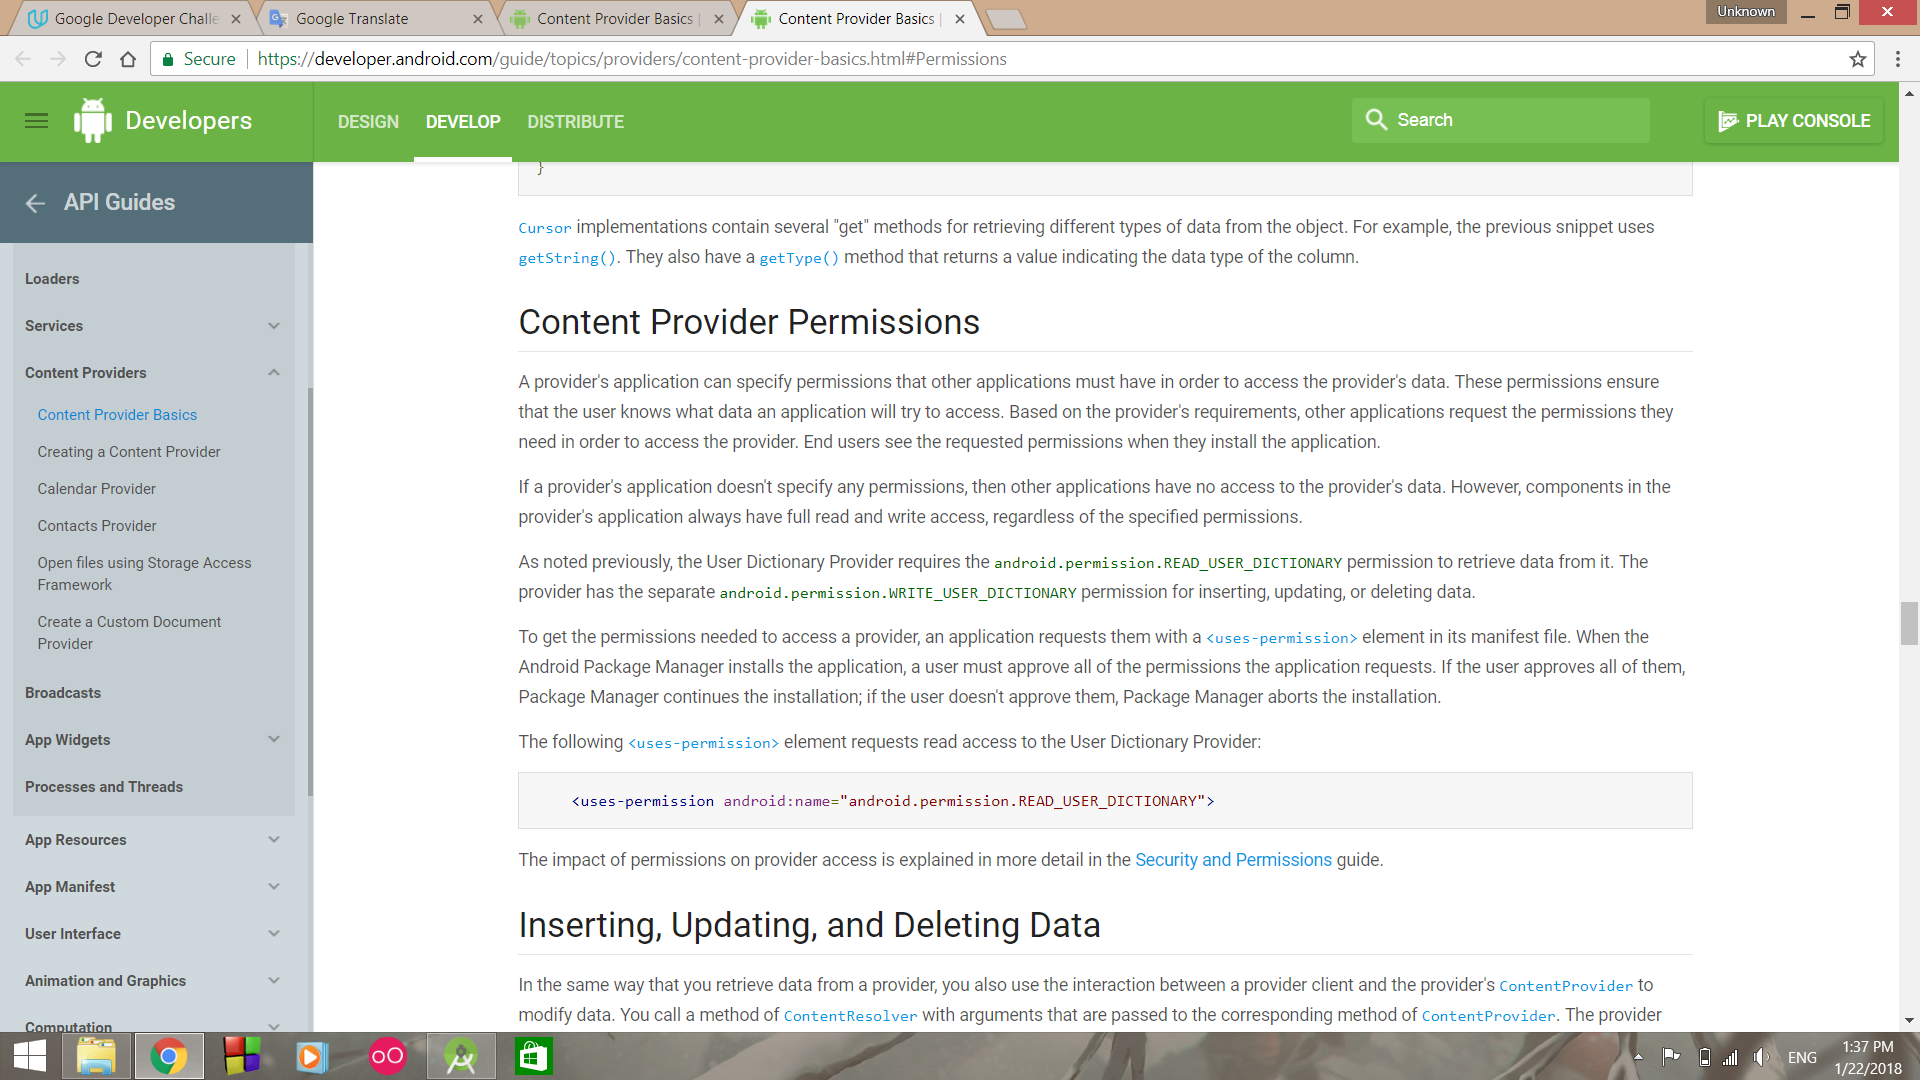 Google Developer Challe
Google Translate
Content Provider Basics
Content Provider Basics
Unknown
Secure
https://developer.android.com/guide/topics/providers/content-provider-basics.html#Permissions
Developers
DESIGN
DEVELOP
DISTRIBUTE
Search
PLAY CONSOLE
API Guides
Loaders
Services
Content Providers
Content Provider Basics
Creating a Content Provider
Calendar Provider
Contacts Provider
Open files using Storage Access
Framework
Create a Custom Document
Provider
Broadcasts
App Widgets
Processes and Threads
App Resources
App Manifest
User Interface
Animation and Graphics
Computation
}
Cursor implementations contain several "get" methods for retrieving different types of data from the object. For example, the previous snippet uses
getString(). They also have a getType() method that returns a value indicating the data type of the column.
Content Provider Permissions
A provider's application can specify permissions that other applications must have in order to access the provider's data. These permissions ensure
that the user knows what data an application will try to access. Based on the provider's requirements, other applications request the permissions they
need in order to access the provider. End users see the requested permissions when they install the application.
If a provider's application doesn't specify any permissions, then other applications have no access to the provider's data. However, components in the
provider's application always have full read and write access, regardless of the specified permissions.
As noted previously, the User Dictionary Provider requires the android.permission.READ_USER_DICTIONARY permission to retrieve data from it. The
provider has the separate android.permission.WRITE_USER_DICTIONARY permission for inserting, updating, or deleting data.
To get the permissions needed to access a provider, an application requests them with a <uses-permission> element in its manifest file. When the
Android Package Manager installs the application, a user must approve all of the permissions the application requests. If the user approves all of them,
Package Manager continues the installation; if the user doesn't approve them, Package Manager aborts the installation.
The following <uses-permission> element requests read access to the User Dictionary Provider:
<uses-permission android:name="android.permission.READ_USER_DICTIONARY">
The impact of permissions on provider access is explained in more detail in the Security and Permissions guide.
Inserting, Updating, and Deleting Data
In the same way that you retrieve data from a provider, you also use the interaction between a provider client and the provider's ContentProvider to
modify data. You call a method of ContentResolver with arguments that are passed to the corresponding method of ContentProvider. The provider
ENG
1:37 PM
1/22/2018